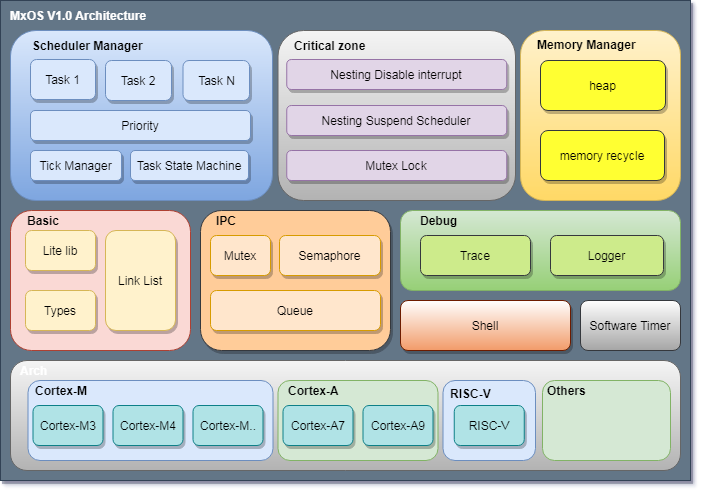 MxOS V1.0 Architecture
Scheduler Manager
Task 1
Task 2
Task N
Priority
Tick Manager
Task State Machine
Critical zone
Nesting Disable interrupt
Nesting Suspend Scheduler
Mutex Lock
Memory Manager
heap
memory recycle
Basic
Lite lib
Types
Link List
IPC
Mutex
Semaphore
Queue
Debug
Trace
Logger
Shell
Software Timer
Arch
Cortex-M
Cortex-M3
Cortex-M4
Cortex-M..
Cortex-A
Cortex-A7
Cortex-A9
RISC-V
RISC-V
Others